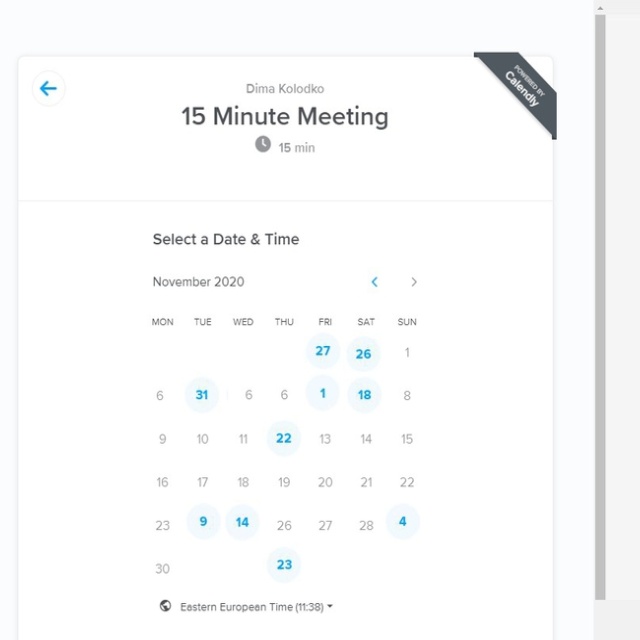 POWERED BY
Calendly
Dima Kolodko
15 Minute Meeting
15 min
Select a Date & Time
November 2020
MON TUE WED THU FRI SAT SUN
27 26 1
6 31 6 6 1 18 8
9 10 11 22 13 14 15
16 17 18 19 20 21 22
23 9 14 26 27 28 4
30 23
Eastern European Time (11:38)